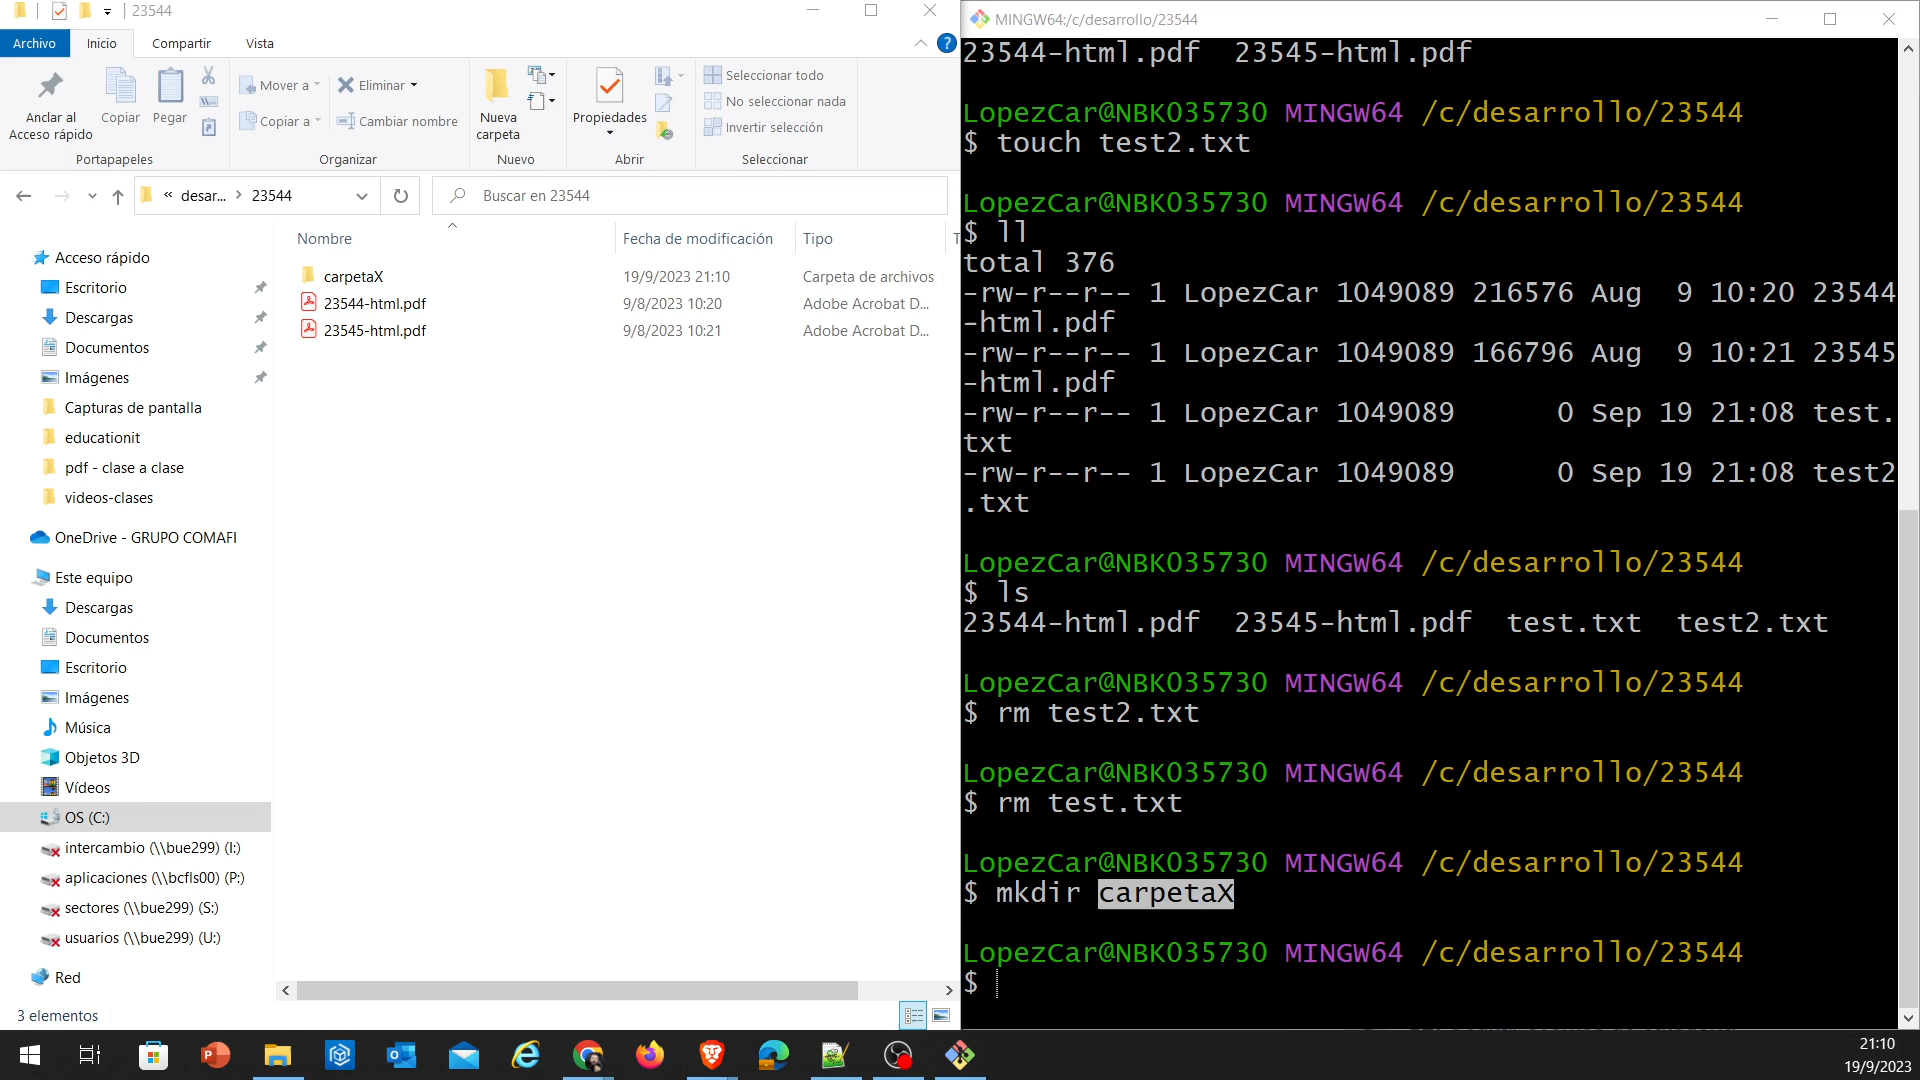 23544
Archivo
Inicio
Compartir
Vista
Anclar al
Acceso rápido
Copiar
Pegar
Portapapeles
Mover a
Copiar a
Eliminar
Cambiar nombre
Organizar
Nueva
carpeta
Nuevo
Propiedades
Abrir
Seleccionar todo
No seleccionar nada
Invertir selección
Seleccionar
« desar... > 23544
Buscar en 23544
Acceso rápido
Escritorio
Descargas
Documentos
Imágenes
Capturas de pantalla
educationit
pdf - clase a clase
videos-clases
OneDrive - GRUPO COMAFI
Este equipo
Descargas
Documentos
Escritorio
Imágenes
Música
Objetos 3D
Vídeos
OS (C:)
intercambio (\\bue299) (I:)
aplicaciones (\\bcfls00) (P:)
sectores (\\bue299) (S:)
usuarios (\\bue299) (U:)
Red
3 elementos
Nombre Fecha de modificación Tipo T
carpetaX 19/9/2023 21:10 Carpeta de archivos
23544-html.pdf 9/8/2023 10:20 Adobe Acrobat D...
23545-html.pdf 9/8/2023 10:21 Adobe Acrobat D...
MINGW64:/c/desarrollo/23544
23544-html.pdf 23545-html.pdf
LopezCar@NBK035730 MINGW64 /c/desarrollo/23544
$ touch test2.txt
LopezCar@NBK035730 MINGW64 /c/desarrollo/23544
$ ll
total 376
-rw-r--r-- 1 LopezCar 1049089 216576 Aug 9 10:20 23544
-html.pdf
-rw-r--r-- 1 LopezCar 1049089 166796 Aug 9 10:21 23545
-html.pdf
-rw-r--r-- 1 LopezCar 1049089 0 Sep 19 21:08 test.
txt
-rw-r--r-- 1 LopezCar 1049089 0 Sep 19 21:08 test2
.txt
LopezCar@NBK035730 MINGW64 /c/desarrollo/23544
$ ls
23544-html.pdf 23545-html.pdf test.txt test2.txt
LopezCar@NBK035730 MINGW64 /c/desarrollo/23544
$ rm test2.txt
LopezCar@NBK035730 MINGW64 /c/desarrollo/23544
$ rm test.txt
LopezCar@NBK035730 MINGW64 /c/desarrollo/23544
$ mkdir carpetaX
LopezCar@NBK035730 MINGW64 /c/desarrollo/23544
$
21:10
19/9/2023